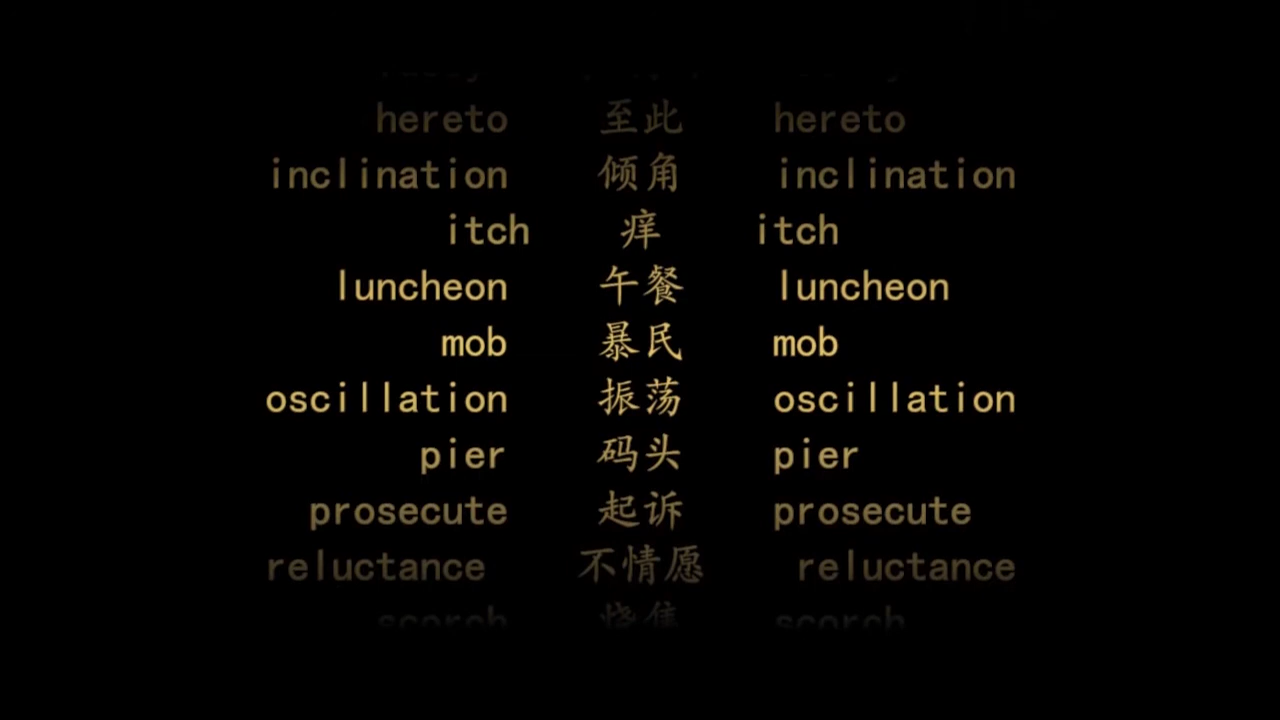 hereto 至此 hereto
inclination 倾角 inclination
itch 痒 itch
luncheon 午餐 luncheon
mob 暴民 mob
oscillation 振荡 oscillation
pier 码头 pier
prosecute 起诉 prosecute
reluctance 不情愿 reluctance
scorch 烧焦 scorch